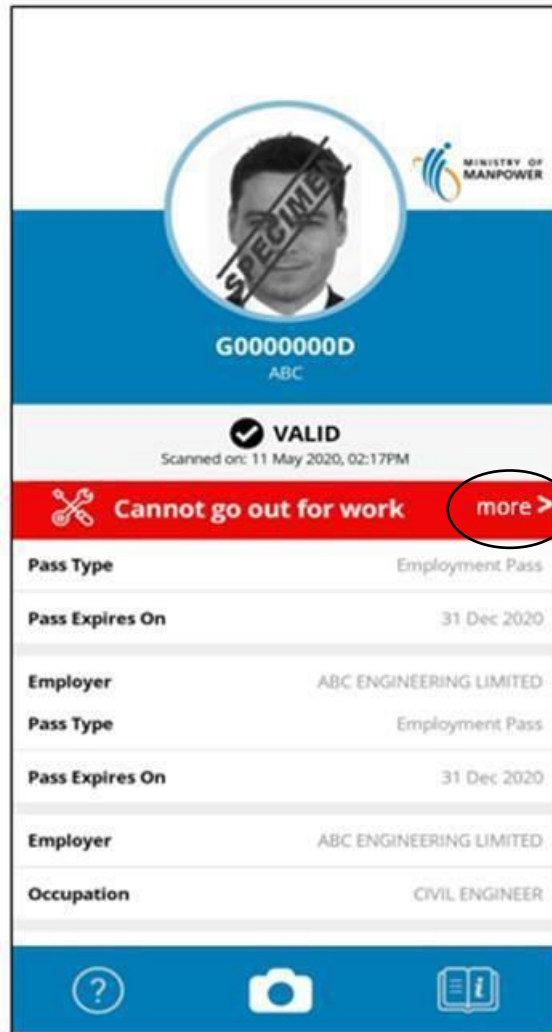 MINISTRY OF
MANPOWER
SPECIMEN
G0000000D
ABC
VALID
Scanned on: 11 May 2020, 02:17PM
Cannot go out for work more >
Pass Type Employment Pass
Pass Expires On 31 Dec 2020
Employer ABC ENGINEERING LIMITED
Pass Type Employment Pass
Pass Expires On 31 Dec 2020
Employer ABC ENGINEERING LIMITED
Occupation CIVIL ENGINEER
? i